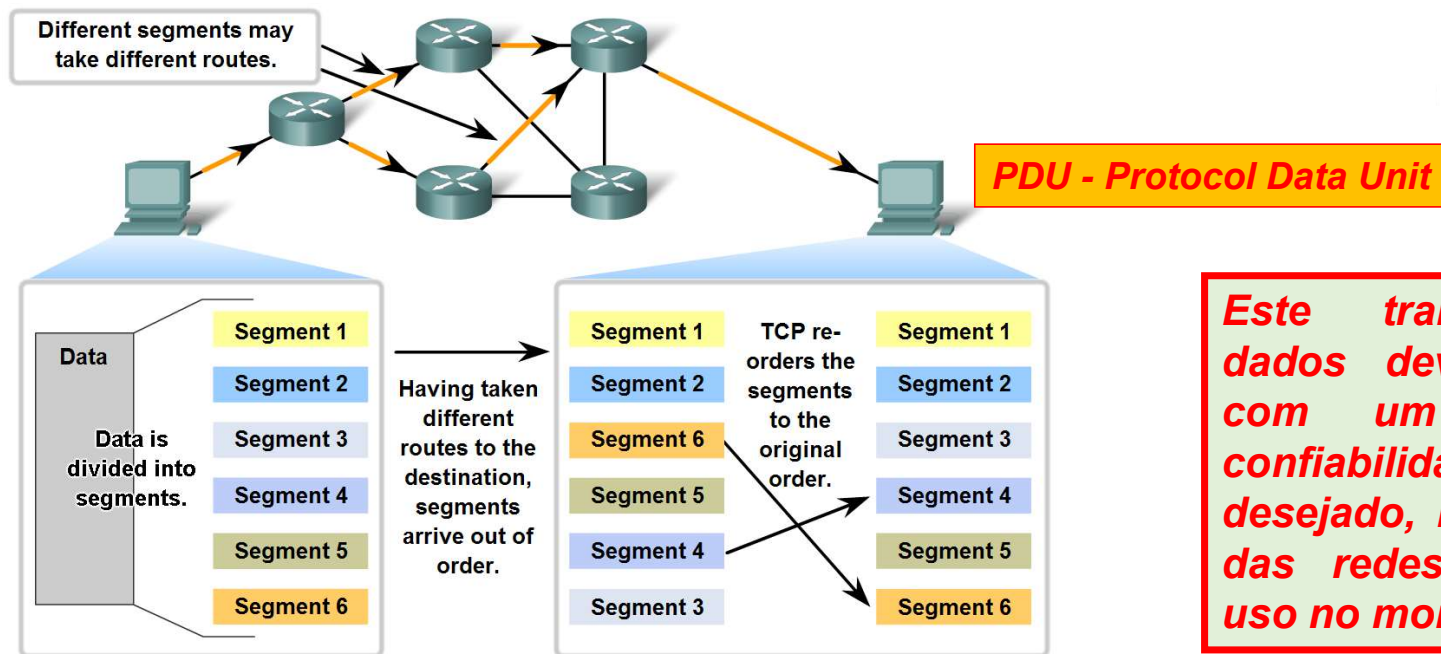 Different segments may
take different routes.
PDU - Protocol Data Unit
Data
Data is
divided into
segments.
Segment 1
Segment 2
Segment 3
Segment 4
Segment 5
Segment 6
Having taken
different
routes to the
destination,
segments
arrive out of
order.
Segment 1
Segment 2
Segment 6
Segment 5
Segment 4
Segment 3
TCP re-
orders the
segments
to the
original
order.
Segment 1
Segment 2
Segment 3
Segment 4
Segment 5
Segment 6
Este
dados
com um
desejado,
das redes
uso no